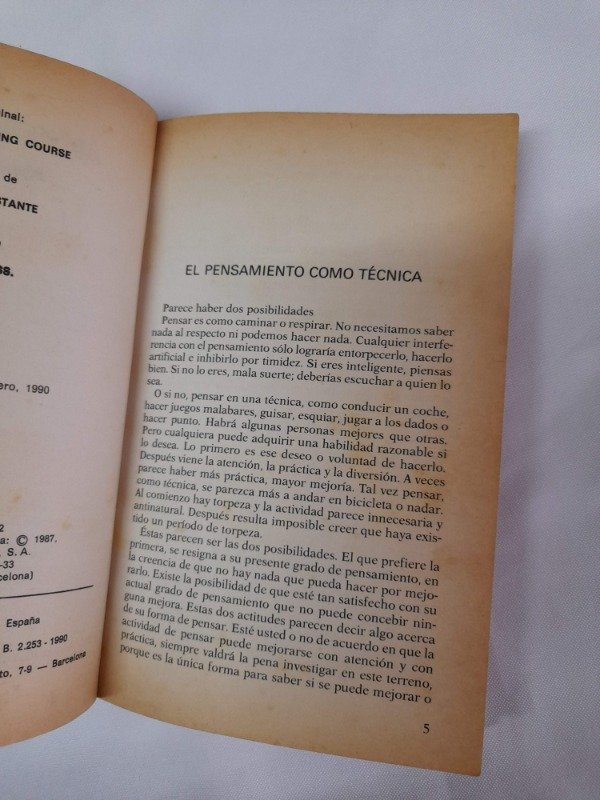 ginal:
NG COURSE
de
STANTE
SS.
ero, 1990
2
a: © 1987,
, S. A.
-33
arcelona)
España
B. 2.253 - 1990
to, 7-9 — Barcelona
EL PENSAMIENTO COMO TÉCNICA
Parece haber dos posibilidades
Pensar es como caminar o respirar. No necesitamos saber
nada al respecto ni podemos hacer nada. Cualquier interfe-
rencia con el pensamiento sólo lograría entorpecerlo, hacerlo
artificial e inhibirlo por timidez. Si eres inteligente, piensas
bien. Si no lo eres, mala suerte; deberías escuchar a quien lo
sea.
O si no, pensar en una técnica, como conducir un coche,
hacer juegos malabares, guisar, esquiar, jugar a los dados o
hacer punto. Habrá algunas personas mejores que otras.
Pero cualquiera puede adquirir una habilidad razonable si
lo desea. Lo primero es ese deseo o voluntad de hacerlo.
Después viene la atención, la práctica y la diversión. A veces
parece haber más práctica, mayor mejoría. Tal vez pensar,
como técnica, se parezca más a andar en bicicleta o nadar.
Al comienzo hay torpeza y la actividad parece innecesaria y
antinatural. Después resulta imposible creer que haya exis-
tido un período de torpeza.
Éstas parecen ser las dos posibilidades. El que prefiere la
primera, se resigna a su presente grado de pensamiento, en
la creencia de que no hay nada que pueda hacer por mejo-
rarlo. Existe la posibilidad de que esté tan satisfecho con su
actual grado de pensamiento que no puede concebir nin-
guna mejora. Estas dos actitudes parecen decir algo acerca
de su forma de pensar. Esté usted o no de acuerdo en que la
actividad de pensar puede mejorarse con atención y con
práctica, siempre valdrá la pena investigar en este terreno,
porque es la única forma para saber si se puede mejorar o
5